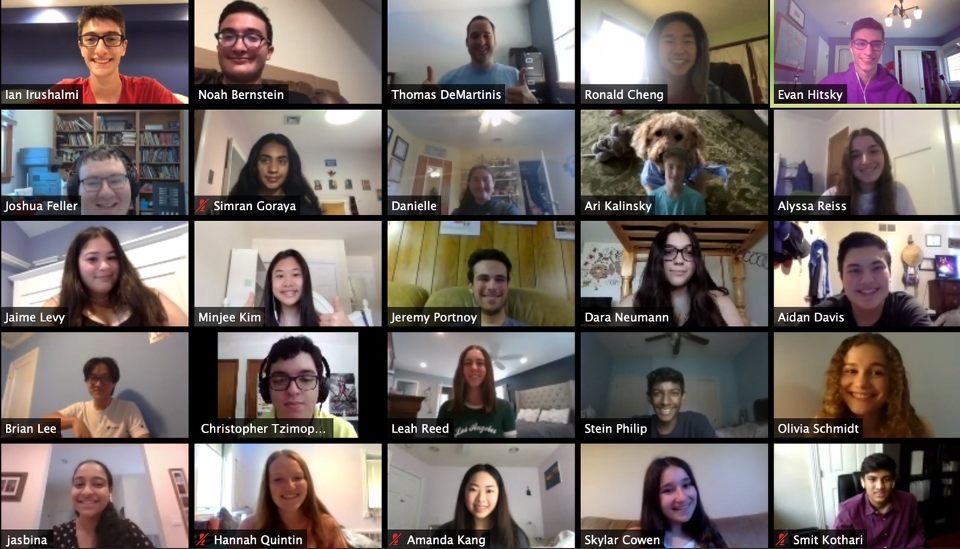 Ian Irushalmi
Noah Bernstein
Thomas DeMartinis
Ronald Cheng
Evan Hitsky
Joshua Feller
Simran Goraya
Danielle
Ari Kalinsky
Alyssa Reiss
Jaime Levy
Minjee Kim
Jeremy Portnoy
Dara Neumann
Aidan Davis
Brian Lee
Christopher Tzimop...
Leah Reed
Los Angeles
Stein Philip
Olivia Schmidt
jasbina
Hannah Quintin
Amanda Kang
Skylar Cowen
Smit Kothari